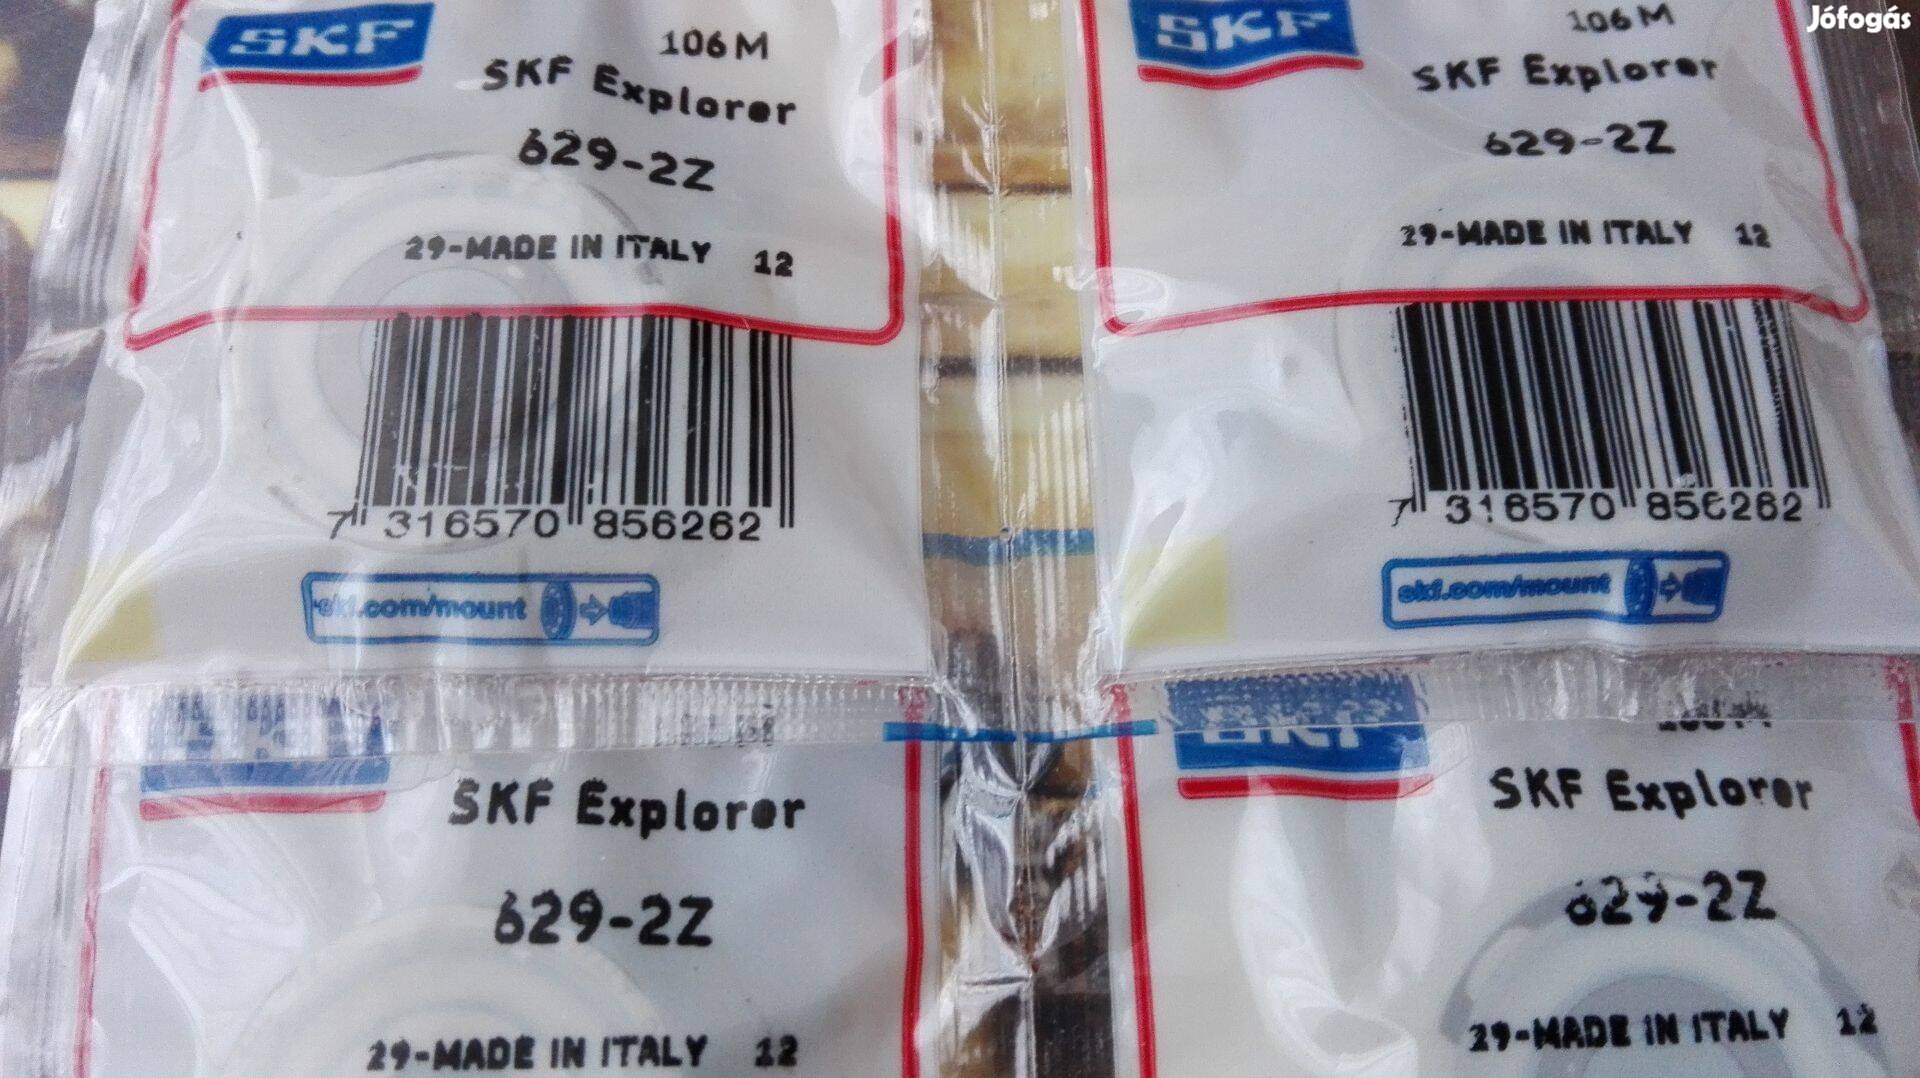 Jófogás
SKF
106M
SKF Explorer
629-2Z
29-MADE IN ITALY 12
7 316570 856262
skf.com/mount
SKF
106M
SKF Explorer
629-2Z
29-MADE IN ITALY 12
7 316570 856262
skf.com/mount
SKF Explorer
629-2Z
29-MADE IN ITALY 12
SKF
SKF Explorer
629-2Z
29-MADE IN ITALY 12